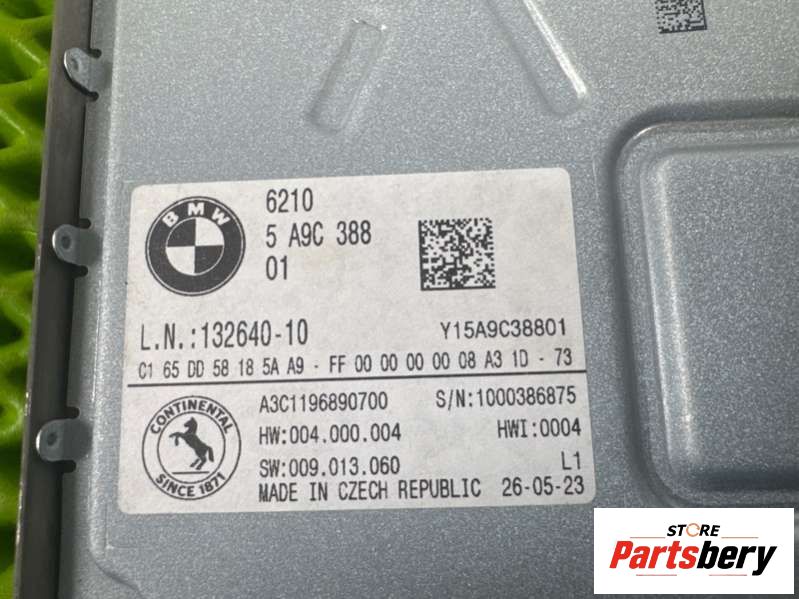 BMW
6210
5 A9C 388
01
L.N.:132640-10
Y15A9C38801
C1 65 DD 58 18 5A A9 - FF 00 00 00 00 08 A3 1D - 73
CONTINENTAL
SINCE 1871
A3C1196890700
S/N:1000386875
HW:004.000.004
HWI:0004
SW:009.013.060
L1
MADE IN CZECH REPUBLIC
26-05-23
STORE
Partsbery